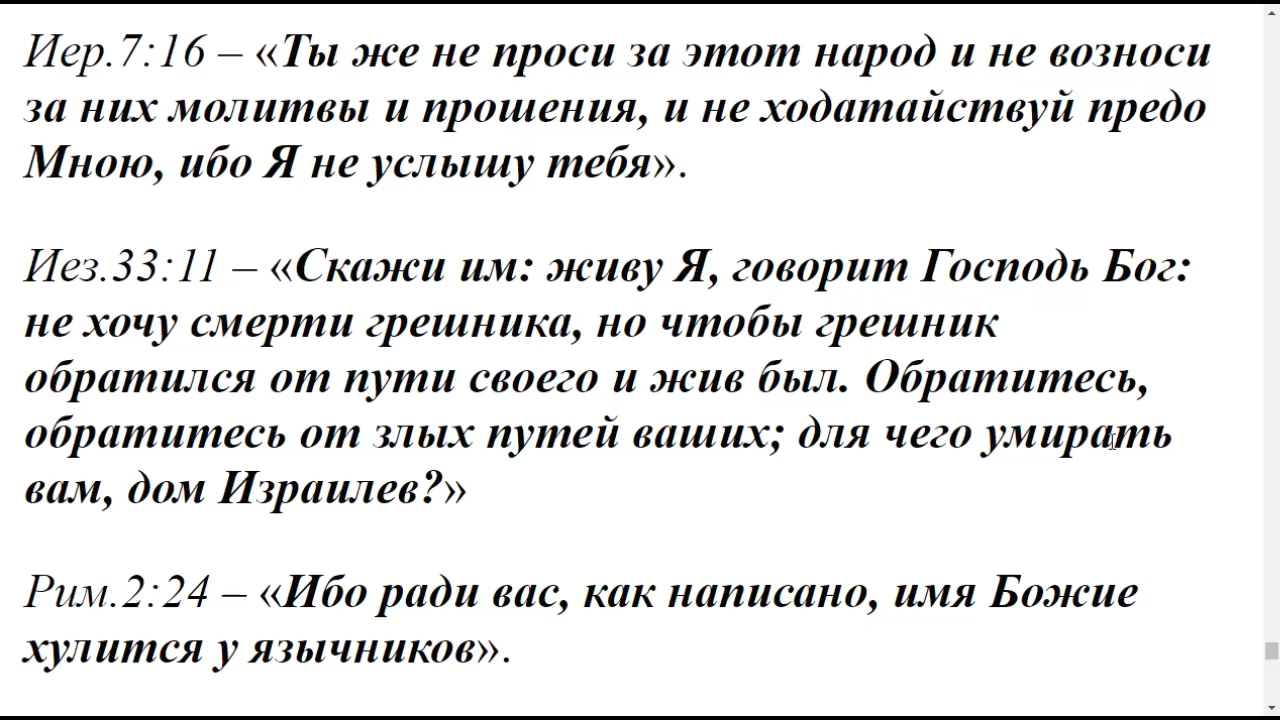 Иер.7:16 – «Ты же не проси за этот народ и не возноси
за них молитвы и прошения, и не ходатайствуй предо
Мною, ибо Я не услышу тебя».
Иез.33:11 – «Скажи им: живу Я, говорит Господь Бог:
не хочу смерти грешника, но чтобы грешник
обратился от пути своего и жив был. Обратитесь,
обратитесь от злых путей ваших; для чего умирать
вам, дом Израилев?»
Рим.2:24 – «Ибо ради вас, как написано, имя Божие
хулится у язычников».